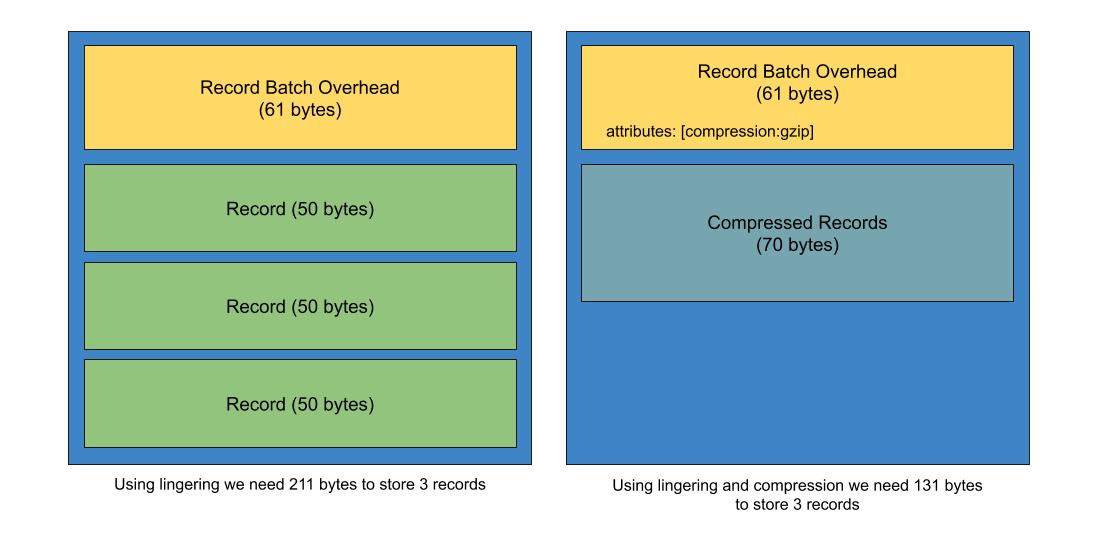 Record Batch Overhead
(61 bytes)
Record (50 bytes)
Record (50 bytes)
Record (50 bytes)
Using lingering we need 211 bytes to store 3 records
Record Batch Overhead
(61 bytes)
attributes: [compression:gzip]
Compressed Records
(70 bytes)
Using lingering and compression we need 131 bytes
to store 3 records